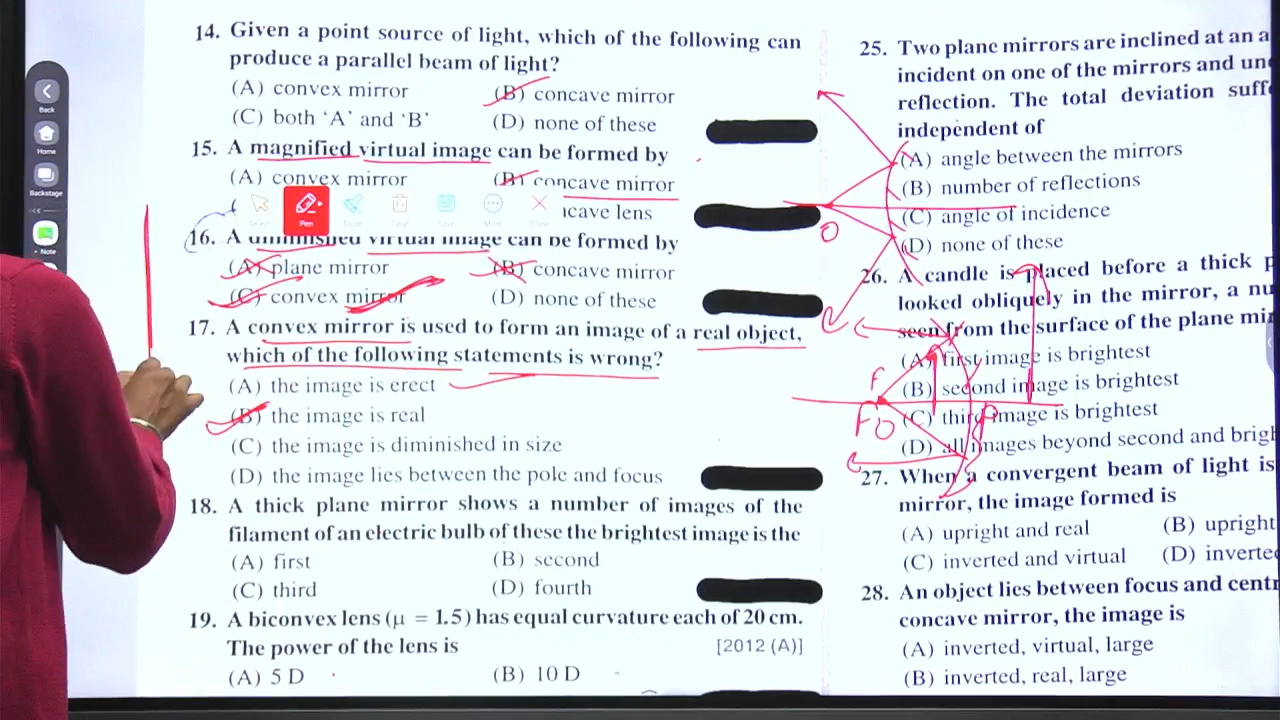 14. Given a point source of light, which of the following can
produce a parallel beam of light?
(A) convex mirror (B) concave mirror
(C) both ‘A’ and ‘B’ (D) none of these
15. A magnified virtual image can be formed by
(A) convex mirror (B) concave mirror
lens
16. A diminished virtual image can be formed by
(A) plane mirror (B) concave mirror
(C) convex mirror (D) none of these
17. A convex mirror is used to form an image of a real object,
which of the following statements is wrong?
(A) the image is erect
(B) the image is real
(C) the image is diminished in size
(D) the image lies between the pole and focus
18. A thick plane mirror shows a number of images of the
filament of an electric bulb of these the brightest image is the
(A) first (B) second
(C) third (D) fourth
19. A biconvex lens (μ = 1.5) has equal curvature each of 20 cm.
The power of the lens is [2012 (A)]
(A) 5 D (B) 10 D
25. Two plane mirrors are inclined at an a
incident on one of the mirrors and und
reflection. The total deviation suffe
independent of
(A) angle between the mirrors
(B) number of reflections
(C) angle of incidence
(D) none of these
26. A candle is placed before a thick p
looked obliquely in the mirror, a nu
seen from the surface of the plane mir
(A) first image is brightest
(B) second image is brightest
(C) third image is brightest
(D) all images beyond second and brigh
27. When a convergent beam of light is
mirror, the image formed is
(A) upright and real (B) upright
(C) inverted and virtual (D) inverted
28. An object lies between focus and centr
concave mirror, the image is
(A) inverted, virtual, large
(B) inverted, real, large
Back
Home
Backstage
Note
Pen
O
F
F O
P